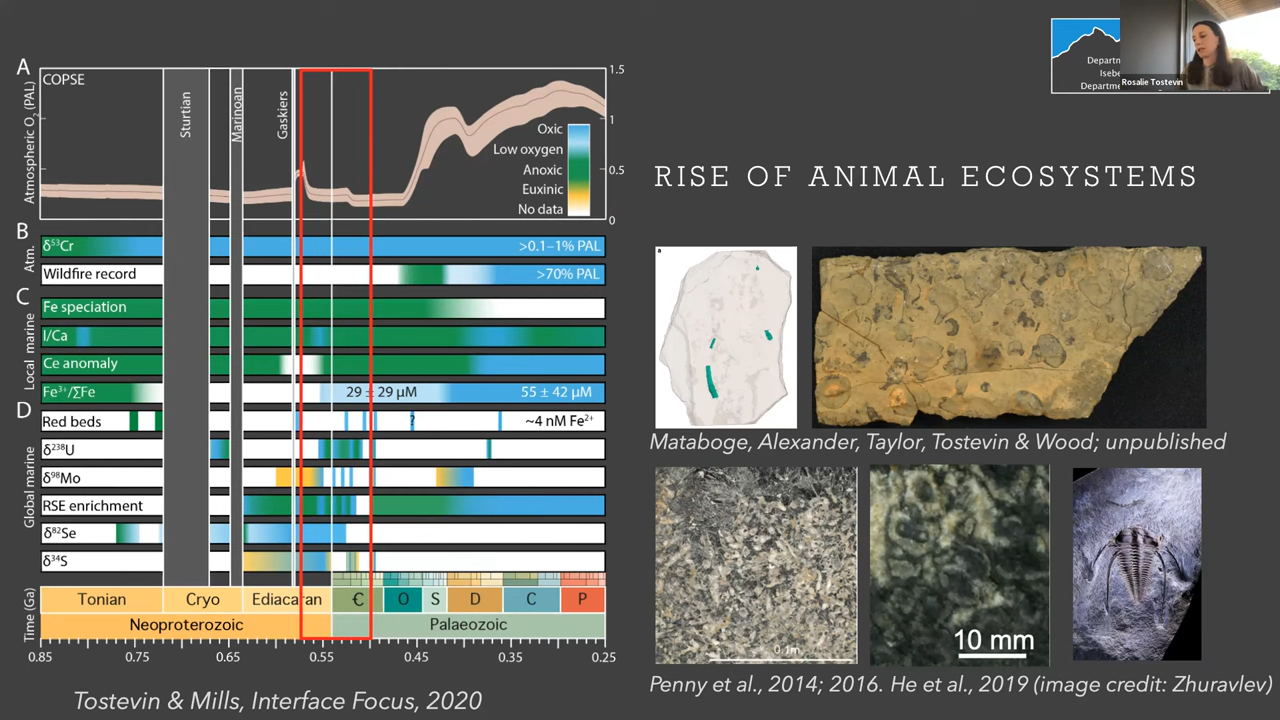 A
COPSE
Atmospheric O₂ (PAL)
Sturtian
Marinoan
Gaskiers
1.5
1
0.5
0
Oxic
Low oxygen
Anoxic
Euxinic
No data
B
Atm.
δ⁵³Cr
>0.1–1% PAL
Wildfire record
>70% PAL
C
Local marine
Fe speciation
I/Ca
Ce anomaly
Fe³⁺/∑Fe
29 ± 29 µM
55 ± 42 µM
D
Global marine
Red beds
?
~4 nM Fe²⁺
δ²³⁸U
δ⁹⁸Mo
RSE enrichment
δ⁸²Se
δ³⁴S
Time (Ga)
Tonian Cryo Ediacaran Ꞓ O S D C P
Neoproterozoic Palaeozoic
0.85 0.75 0.65 0.55 0.45 0.35 0.25
Tostevin & Mills, Interface Focus, 2020
Rosalie Tostevin
RISE OF ANIMAL ECOSYSTEMS
a
Mataboge, Alexander, Taylor, Tostevin & Wood; unpublished
0.1m
10 mm
Penny et al., 2014; 2016. He et al., 2019 (image credit: Zhuravlev)